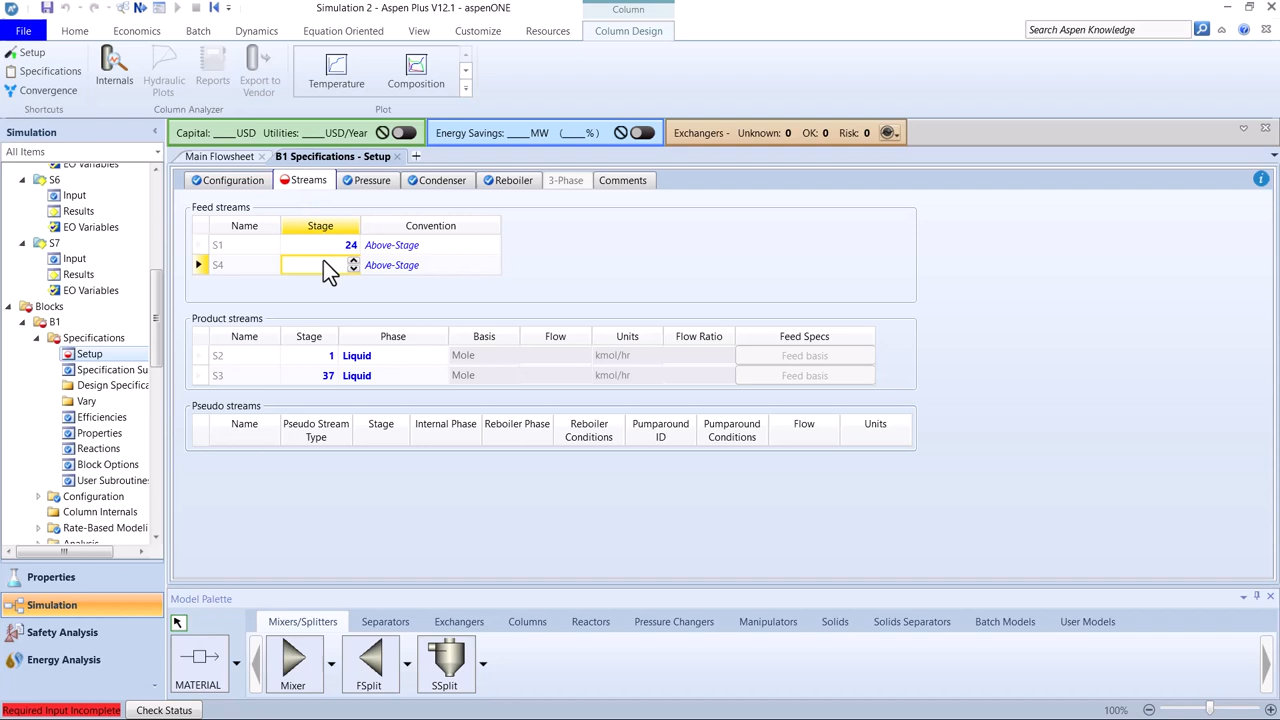 Simulation 2 - Aspen Plus V12.1 - aspenONE
Column
File Home Economics Batch Dynamics Equation Oriented View Customize Resources Column Design Search Aspen Knowledge
Setup
Specifications
Convergence
Shortcuts
Internals
Hydraulic Plots
Reports
Export to Vendor
Column Analyzer
Temperature
Composition
Plot
Capital: ____USD Utilities: ____USD/Year
Energy Savings: ____MW (____%)
Exchangers - Unknown: 0 OK: 0 Risk: 0
Simulation
All Items
EO Variables
S6
Input
Results
EO Variables
S7
Input
Results
EO Variables
Blocks
B1
Specifications
Setup
Specification Su
Design Specifica
Vary
Efficiencies
Properties
Reactions
Block Options
User Subroutine
Configuration
Column Internals
Rate-Based Modeli
Properties
Simulation
Safety Analysis
Energy Analysis
Main Flowsheet B1 Specifications - Setup
Configuration Streams Pressure Condenser Reboiler 3-Phase Comments
Feed streams
Name Stage Convention
S1 24 Above-Stage
S4 Above-Stage
Product streams
Name Stage Phase Basis Flow Units Flow Ratio Feed Specs
S2 1 Liquid Mole kmol/hr Feed basis
S3 37 Liquid Mole kmol/hr Feed basis
Pseudo streams
Name Pseudo Stream Type Stage Internal Phase Reboiler Phase Reboiler Conditions Pumparound ID Pumparound Conditions Flow Units
Model Palette
Mixers/Splitters Separators Exchangers Columns Reactors Pressure Changers Manipulators Solids Solids Separators Batch Models User Models
MATERIAL Mixer FSplit SSplit
Required Input Incomplete Check Status 100%